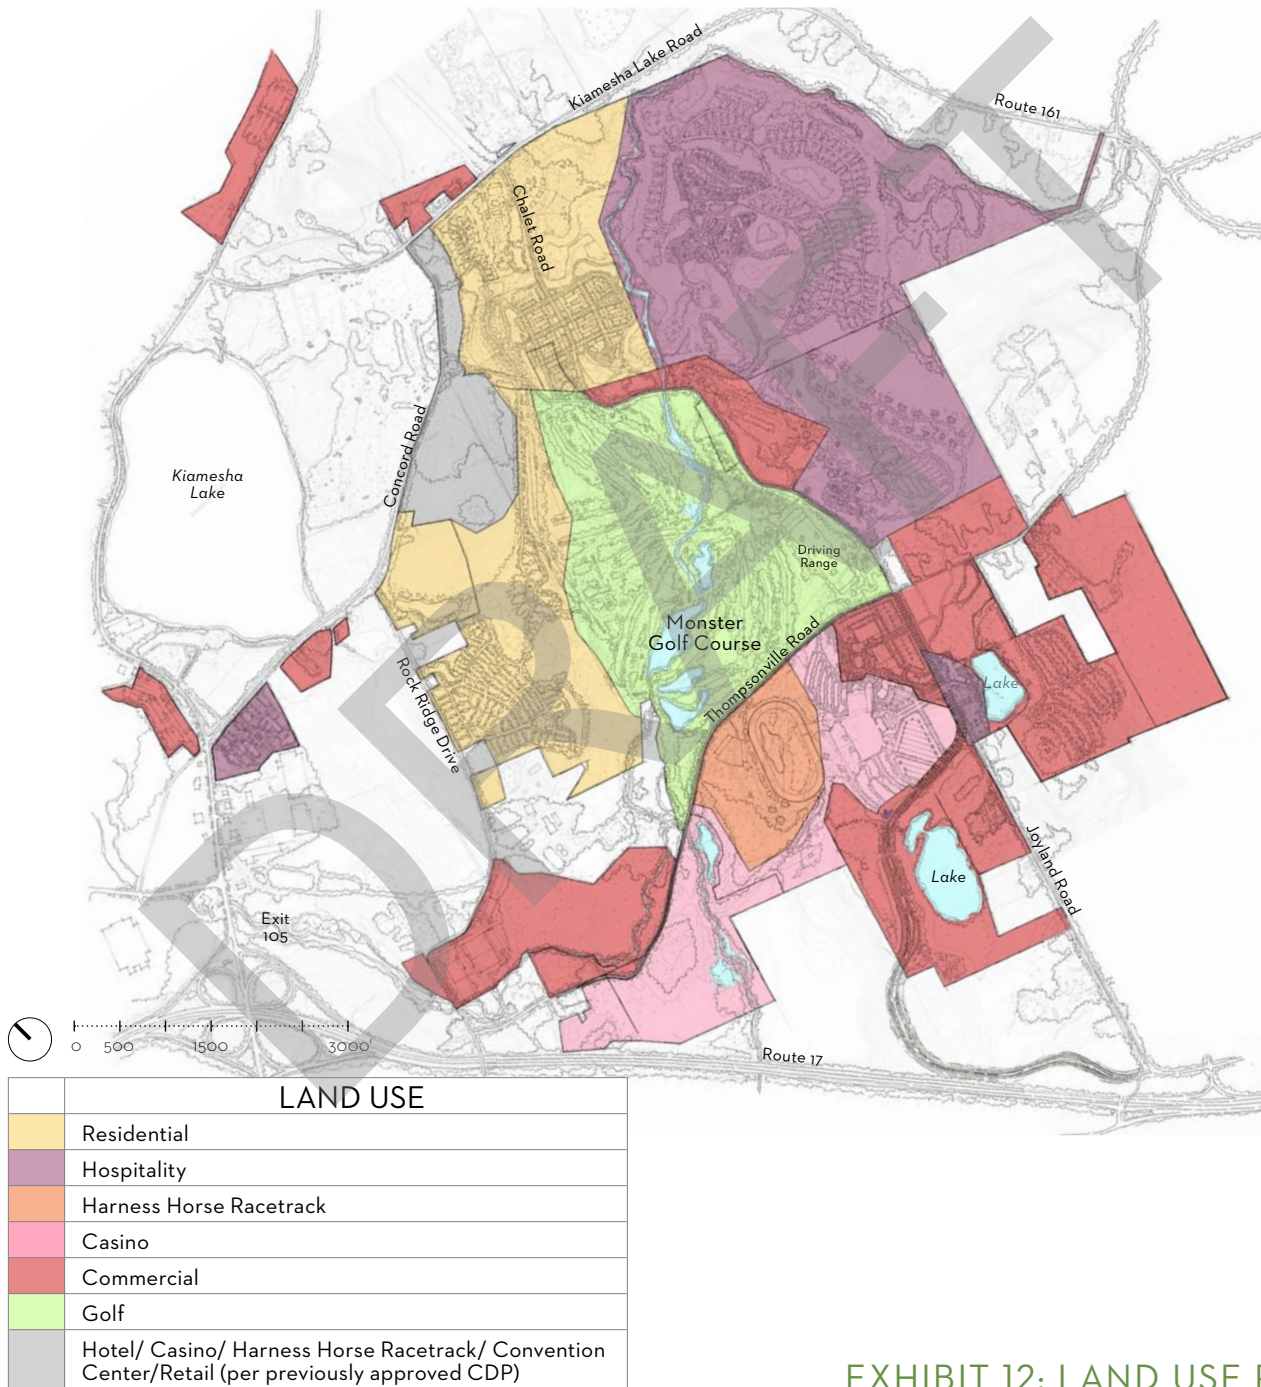 Kiamesha Lake Road
Route 161
Chalet Road
Concord Road
Kiamesha
Lake
Driving
Range
Monster
Golf Course
Thompsonville Road
Rock Ridge Drive
Lake
Lake
Joyland Road
Exit
105
Route 17
DRAFT
0 500 1500 3000'
LAND USE
Residential
Hospitality
Harness Horse Racetrack
Casino
Commercial
Golf
Hotel/ Casino/ Harness Horse Racetrack/ Convention
Center/Retail (per previously approved CDP)
EXHIBIT 12: LAND USE